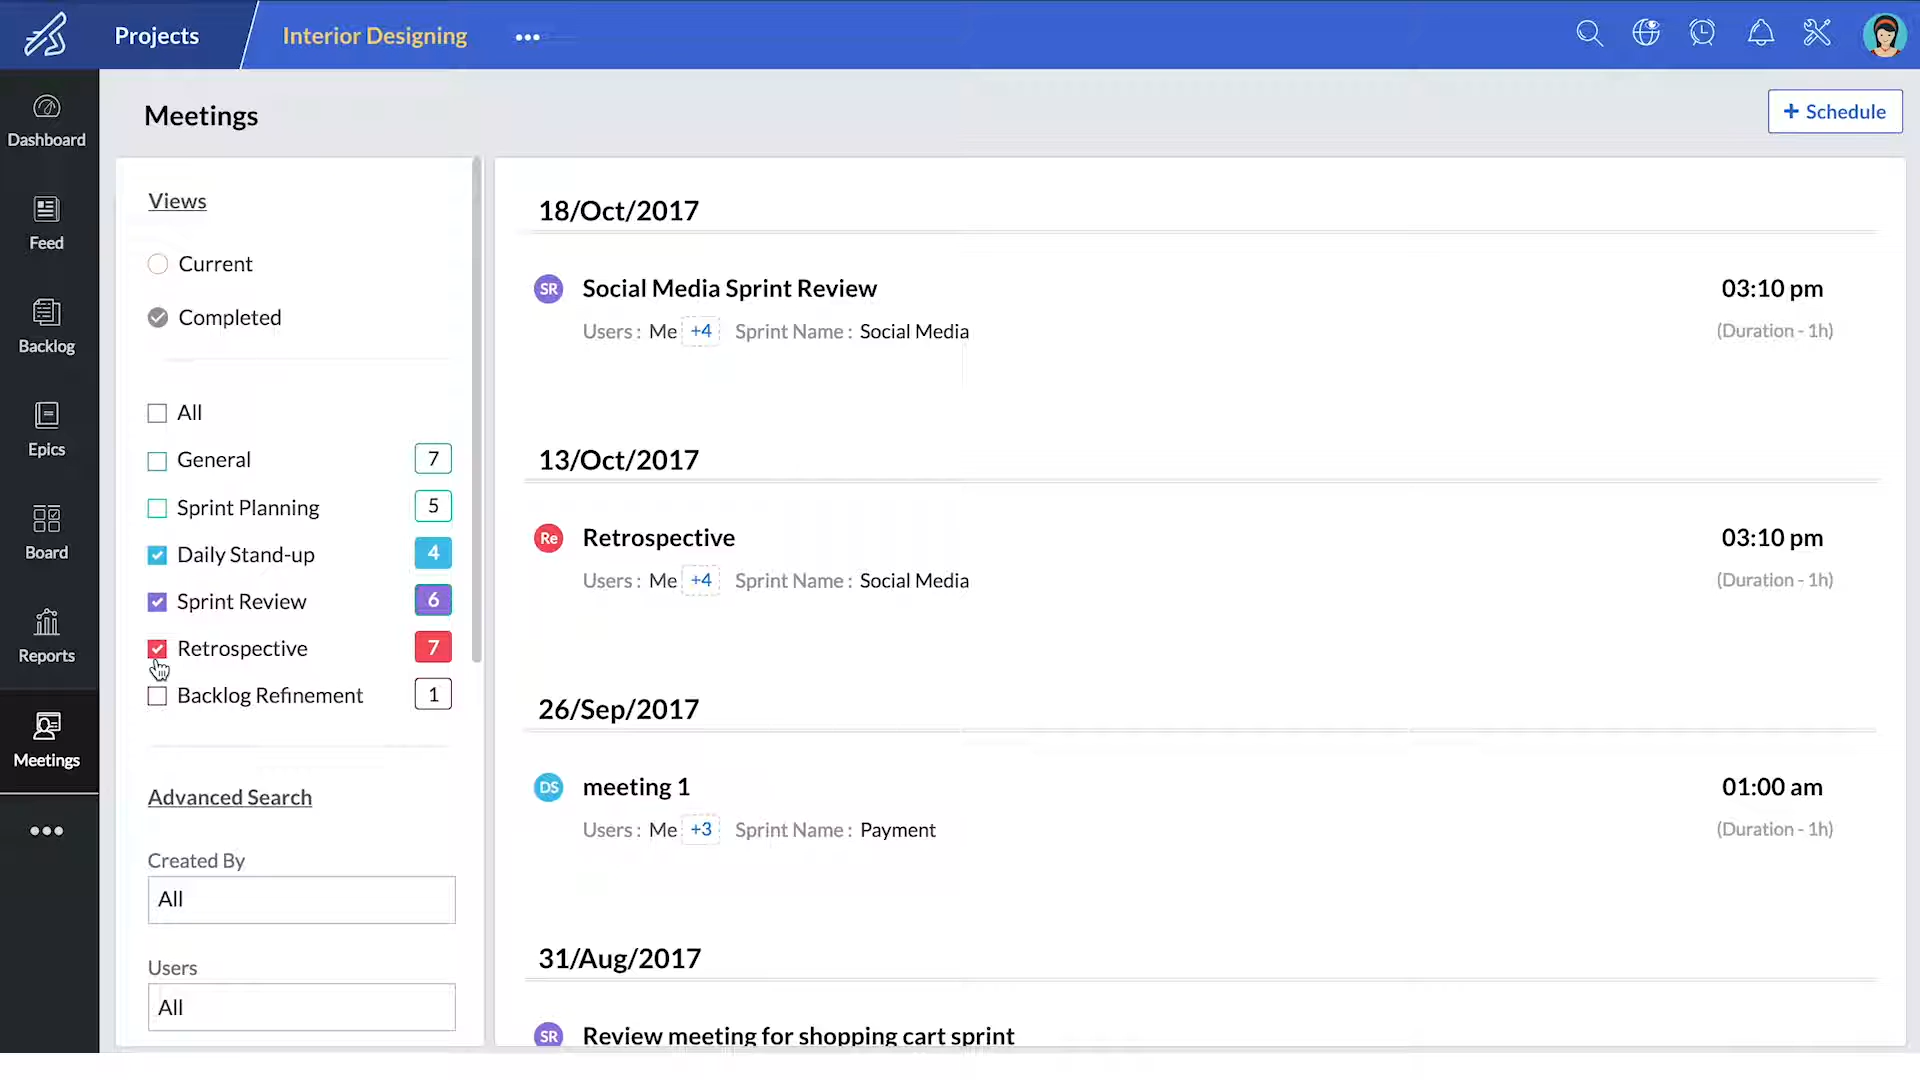 Projects
Interior Designing
Dashboard
Feed
Backlog
Epics
Board
Reports
Meetings
Meetings
+ Schedule
Views
Current
Completed
All
General 7
Sprint Planning 5
Daily Stand-up 4
Sprint Review 6
Retrospective 7
Backlog Refinement 1
Advanced Search
Created By
All
Users
All
18/Oct/2017
SR Social Media Sprint Review 03:10 pm
Users : Me +4 Sprint Name : Social Media (Duration - 1h)
13/Oct/2017
Re Retrospective 03:10 pm
Users : Me +4 Sprint Name : Social Media (Duration - 1h)
26/Sep/2017
DS meeting 1 01:00 am
Users : Me +3 Sprint Name : Payment (Duration - 1h)
31/Aug/2017
SR Review meeting for shopping cart sprint